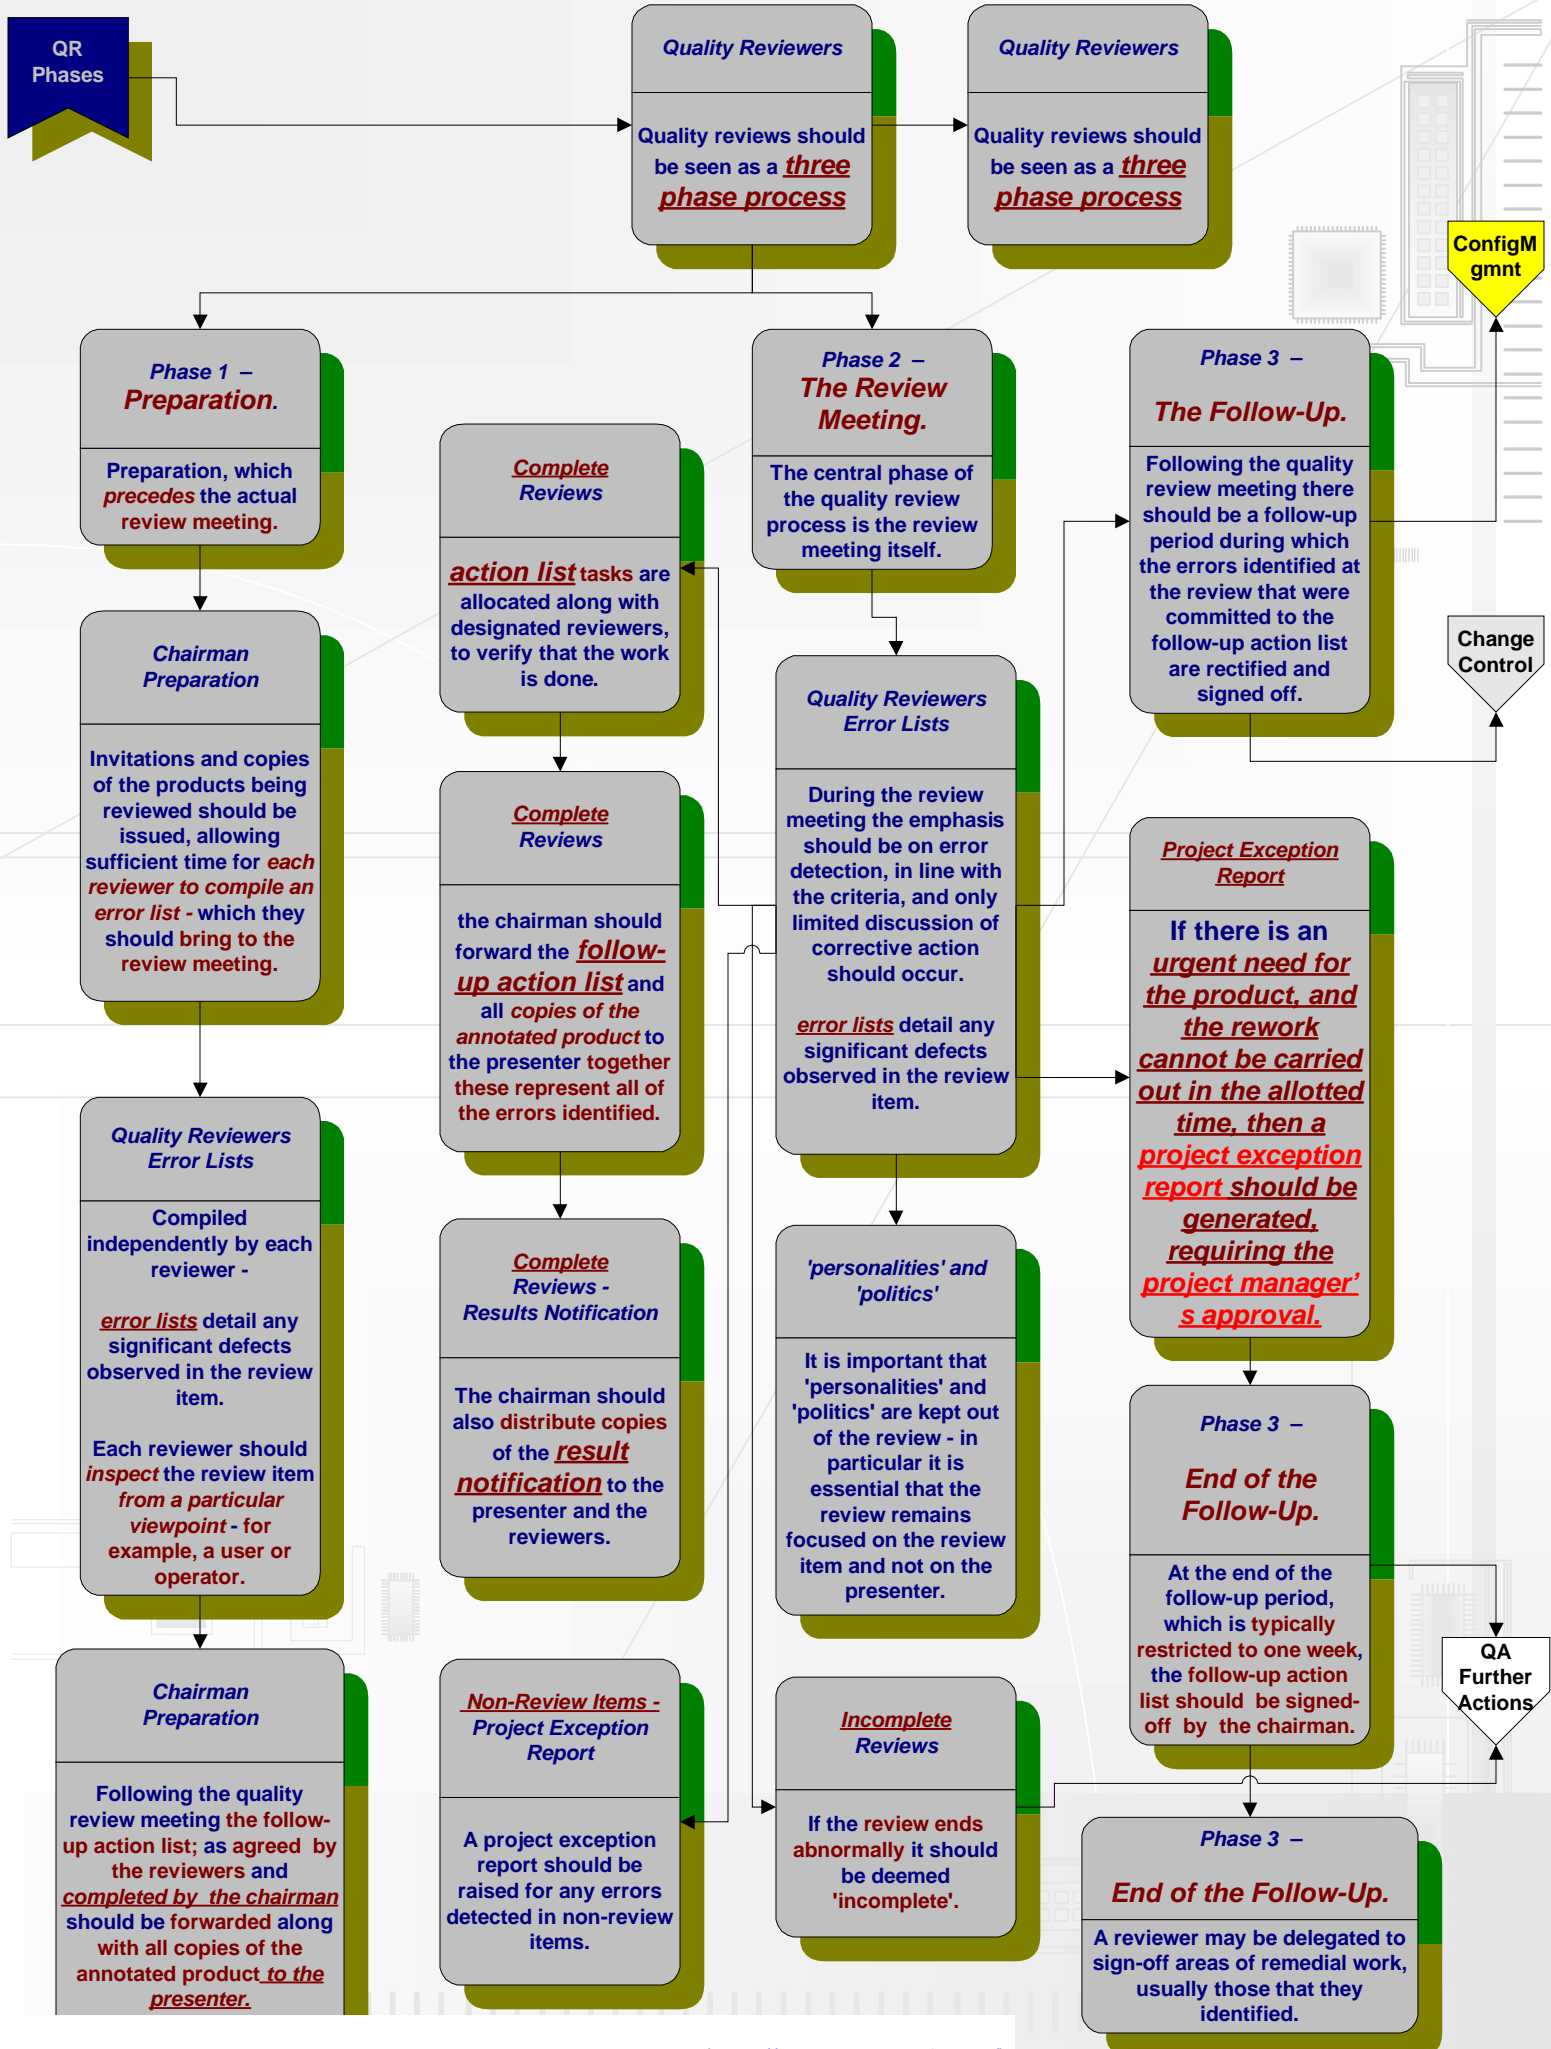 QR
Phases
Quality Reviewers
Quality reviews should
be seen as a three
phase process
Quality Reviewers
Quality reviews should
be seen as a three
phase process
ConfigM
gmnt
Phase 1 –
Preparation.
Preparation, which
precedes the actual
review meeting.
Chairman
Preparation
Invitations and copies
of the products being
reviewed should be
issued, allowing
sufficient time for each
reviewer to compile an
error list - which they
should bring to the
review meeting.
Quality Reviewers
Error Lists
Compiled
independently by each
reviewer -
error lists detail any
significant defects
observed in the review
item.
Each reviewer should
inspect the review item
from a particular
viewpoint - for
example, a user or
operator.
Chairman
Preparation
Following the quality
review meeting the follow-
up action list; as agreed by
the reviewers and
completed by the chairman
should be forwarded along
with all copies of the
annotated product to the
presenter.
Complete
Reviews
action list tasks are
allocated along with
designated reviewers,
to verify that the work
is done.
Complete
Reviews
the chairman should
forward the follow-
up action list and
all copies of the
annotated product to
the presenter together
these represent all of
the errors identified.
Complete
Reviews -
Results Notification
The chairman should
also distribute copies
of the result
notification to the
presenter and the
reviewers.
Non-Review Items -
Project Exception
Report
A project exception
report should be
raised for any errors
detected in non-review
items.
Phase 2 –
The Review
Meeting.
The central phase of
the quality review
process is the review
meeting itself.
Quality Reviewers
Error Lists
During the review
meeting the emphasis
should be on error
detection, in line with
the criteria, and only
limited discussion of
corrective action
should occur.
error lists detail any
significant defects
observed in the review
item.
'personalities' and
'politics'
It is important that
'personalities' and
'politics' are kept out
of the review - in
particular it is
essential that the
review remains
focused on the review
item and not on the
presenter.
Incomplete
Reviews
If the review ends
abnormally it should
be deemed
'incomplete'.
Phase 3 –
The Follow-Up.
Following the quality
review meeting there
should be a follow-up
period during which
the errors identified at
the review that were
committed to the
follow-up action list
are rectified and
signed off.
Change
Control
Project Exception
Report
If there is an
urgent need for
the product, and
the rework
cannot be carried
out in the allotted
time, then a
project exception
report should be
generated,
requiring the
project manager’
s approval.
Phase 3 –
End of the
Follow-Up.
At the end of the
follow-up period,
which is typically
restricted to one week,
the follow-up action
list should be signed-
off by the chairman.
QA
Further
Actions
Phase 3 –
End of the Follow-Up.
A reviewer may be delegated to
sign-off areas of remedial work,
usually those that they
identified.